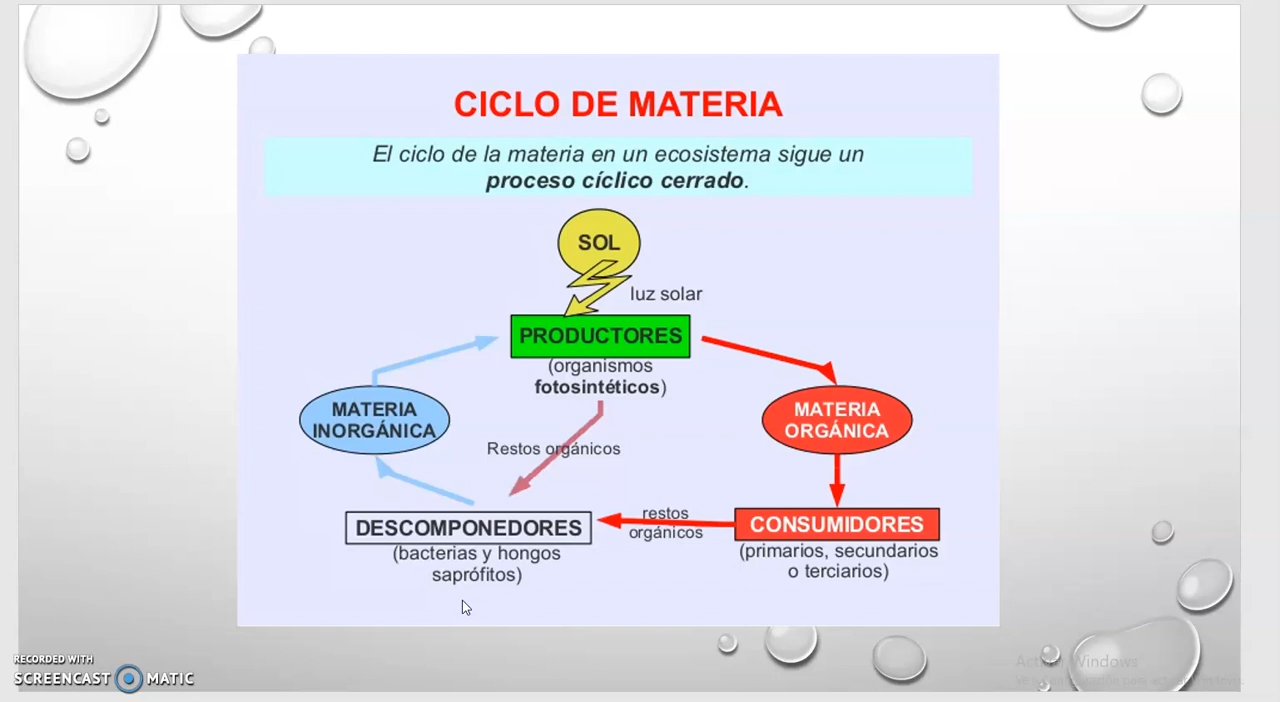 CICLO DE MATERIA
El ciclo de la materia en un ecosistema sigue un
proceso cíclico cerrado.
SOL
luz solar
PRODUCTORES
(organismos
fotosintéticos)
MATERIA
INORGÁNICA
MATERIA
ORGÁNICA
Restos orgánicos
restos
orgánicos
DESCOMPONEDORES
(bacterias y hongos
saprófitos)
CONSUMIDORES
(primarios, secundarios
o terciarios)
RECORDED WITH
SCREENCAST MATIC
Windows